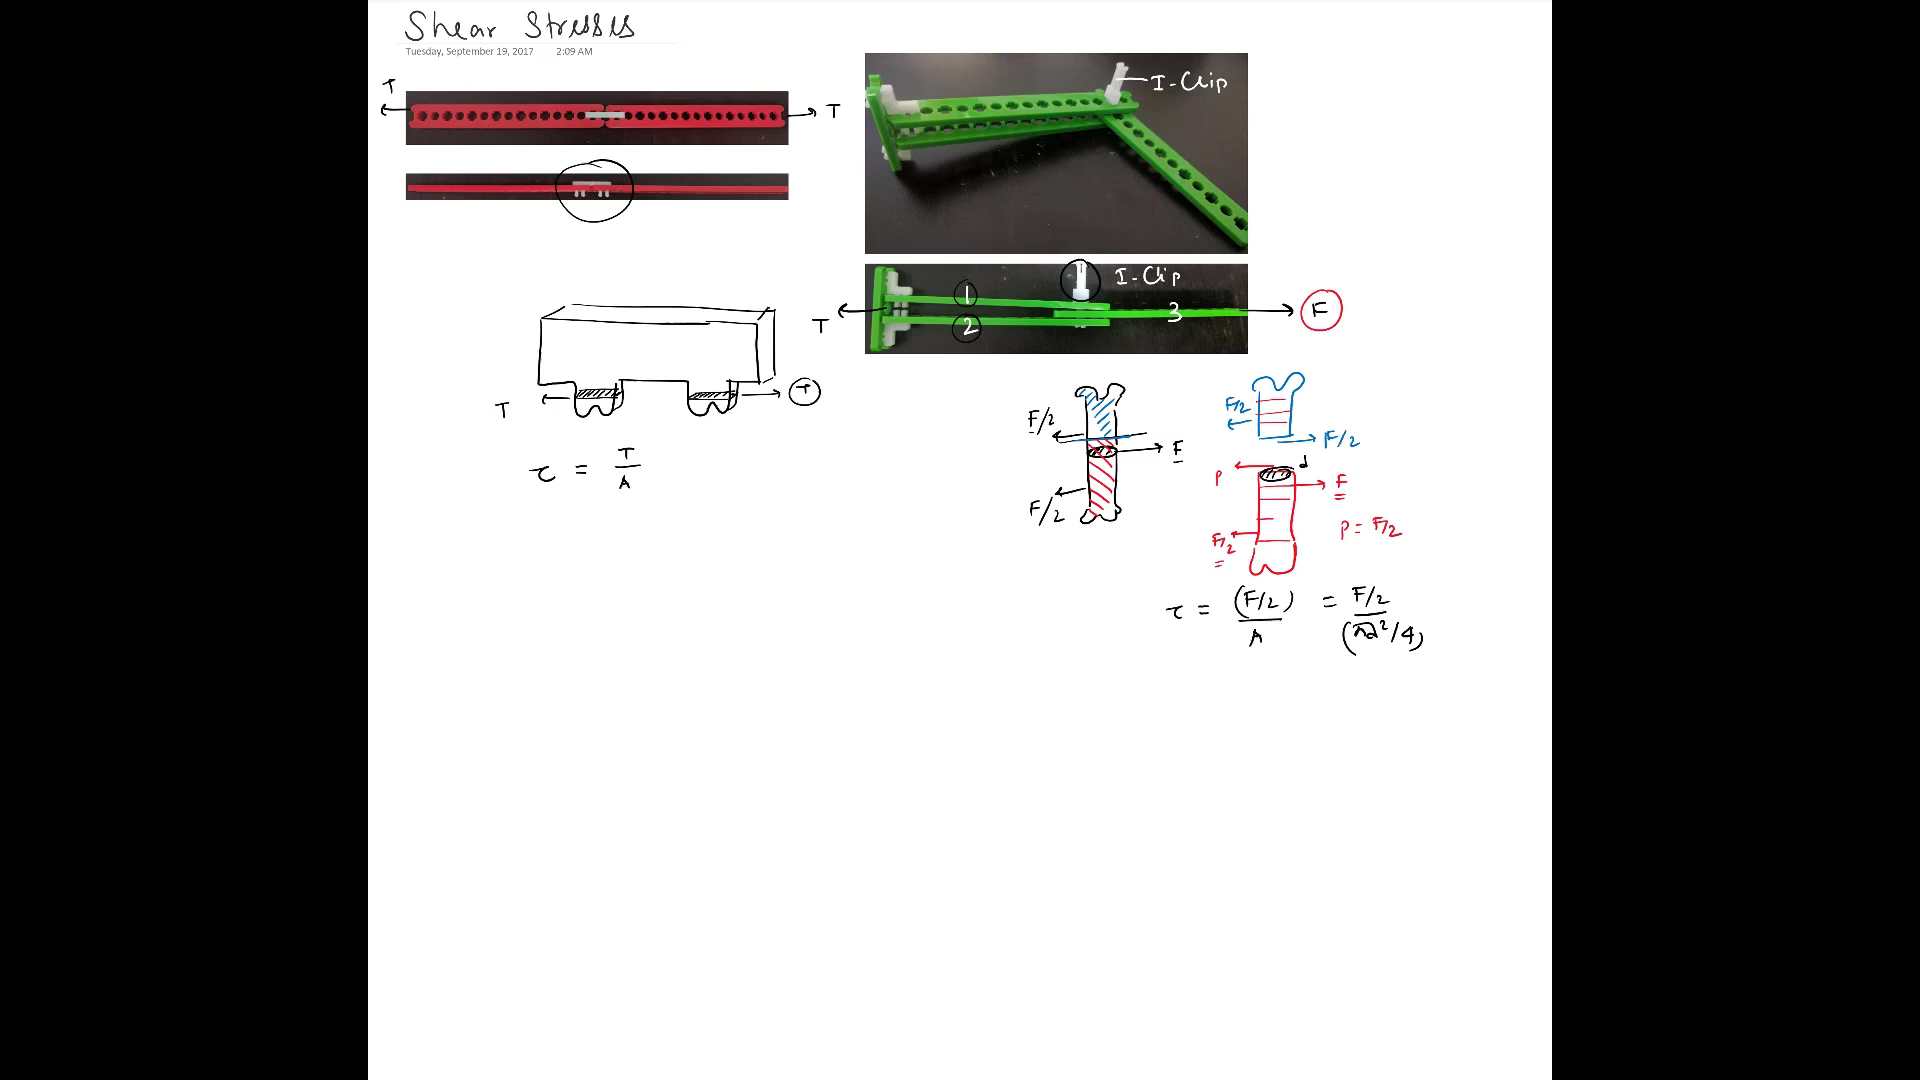 Shear Stresses
Tuesday, September 19, 2017 2:09 AM
T
T
I-Clip
I-Clip
1
2
3
T
F
T
T
τ = T/A
F/2
F
F/2
F/2
F/2
d
P
F
F/2
P = F/2
τ = (F/2)/A = F/2/(πd²/4)